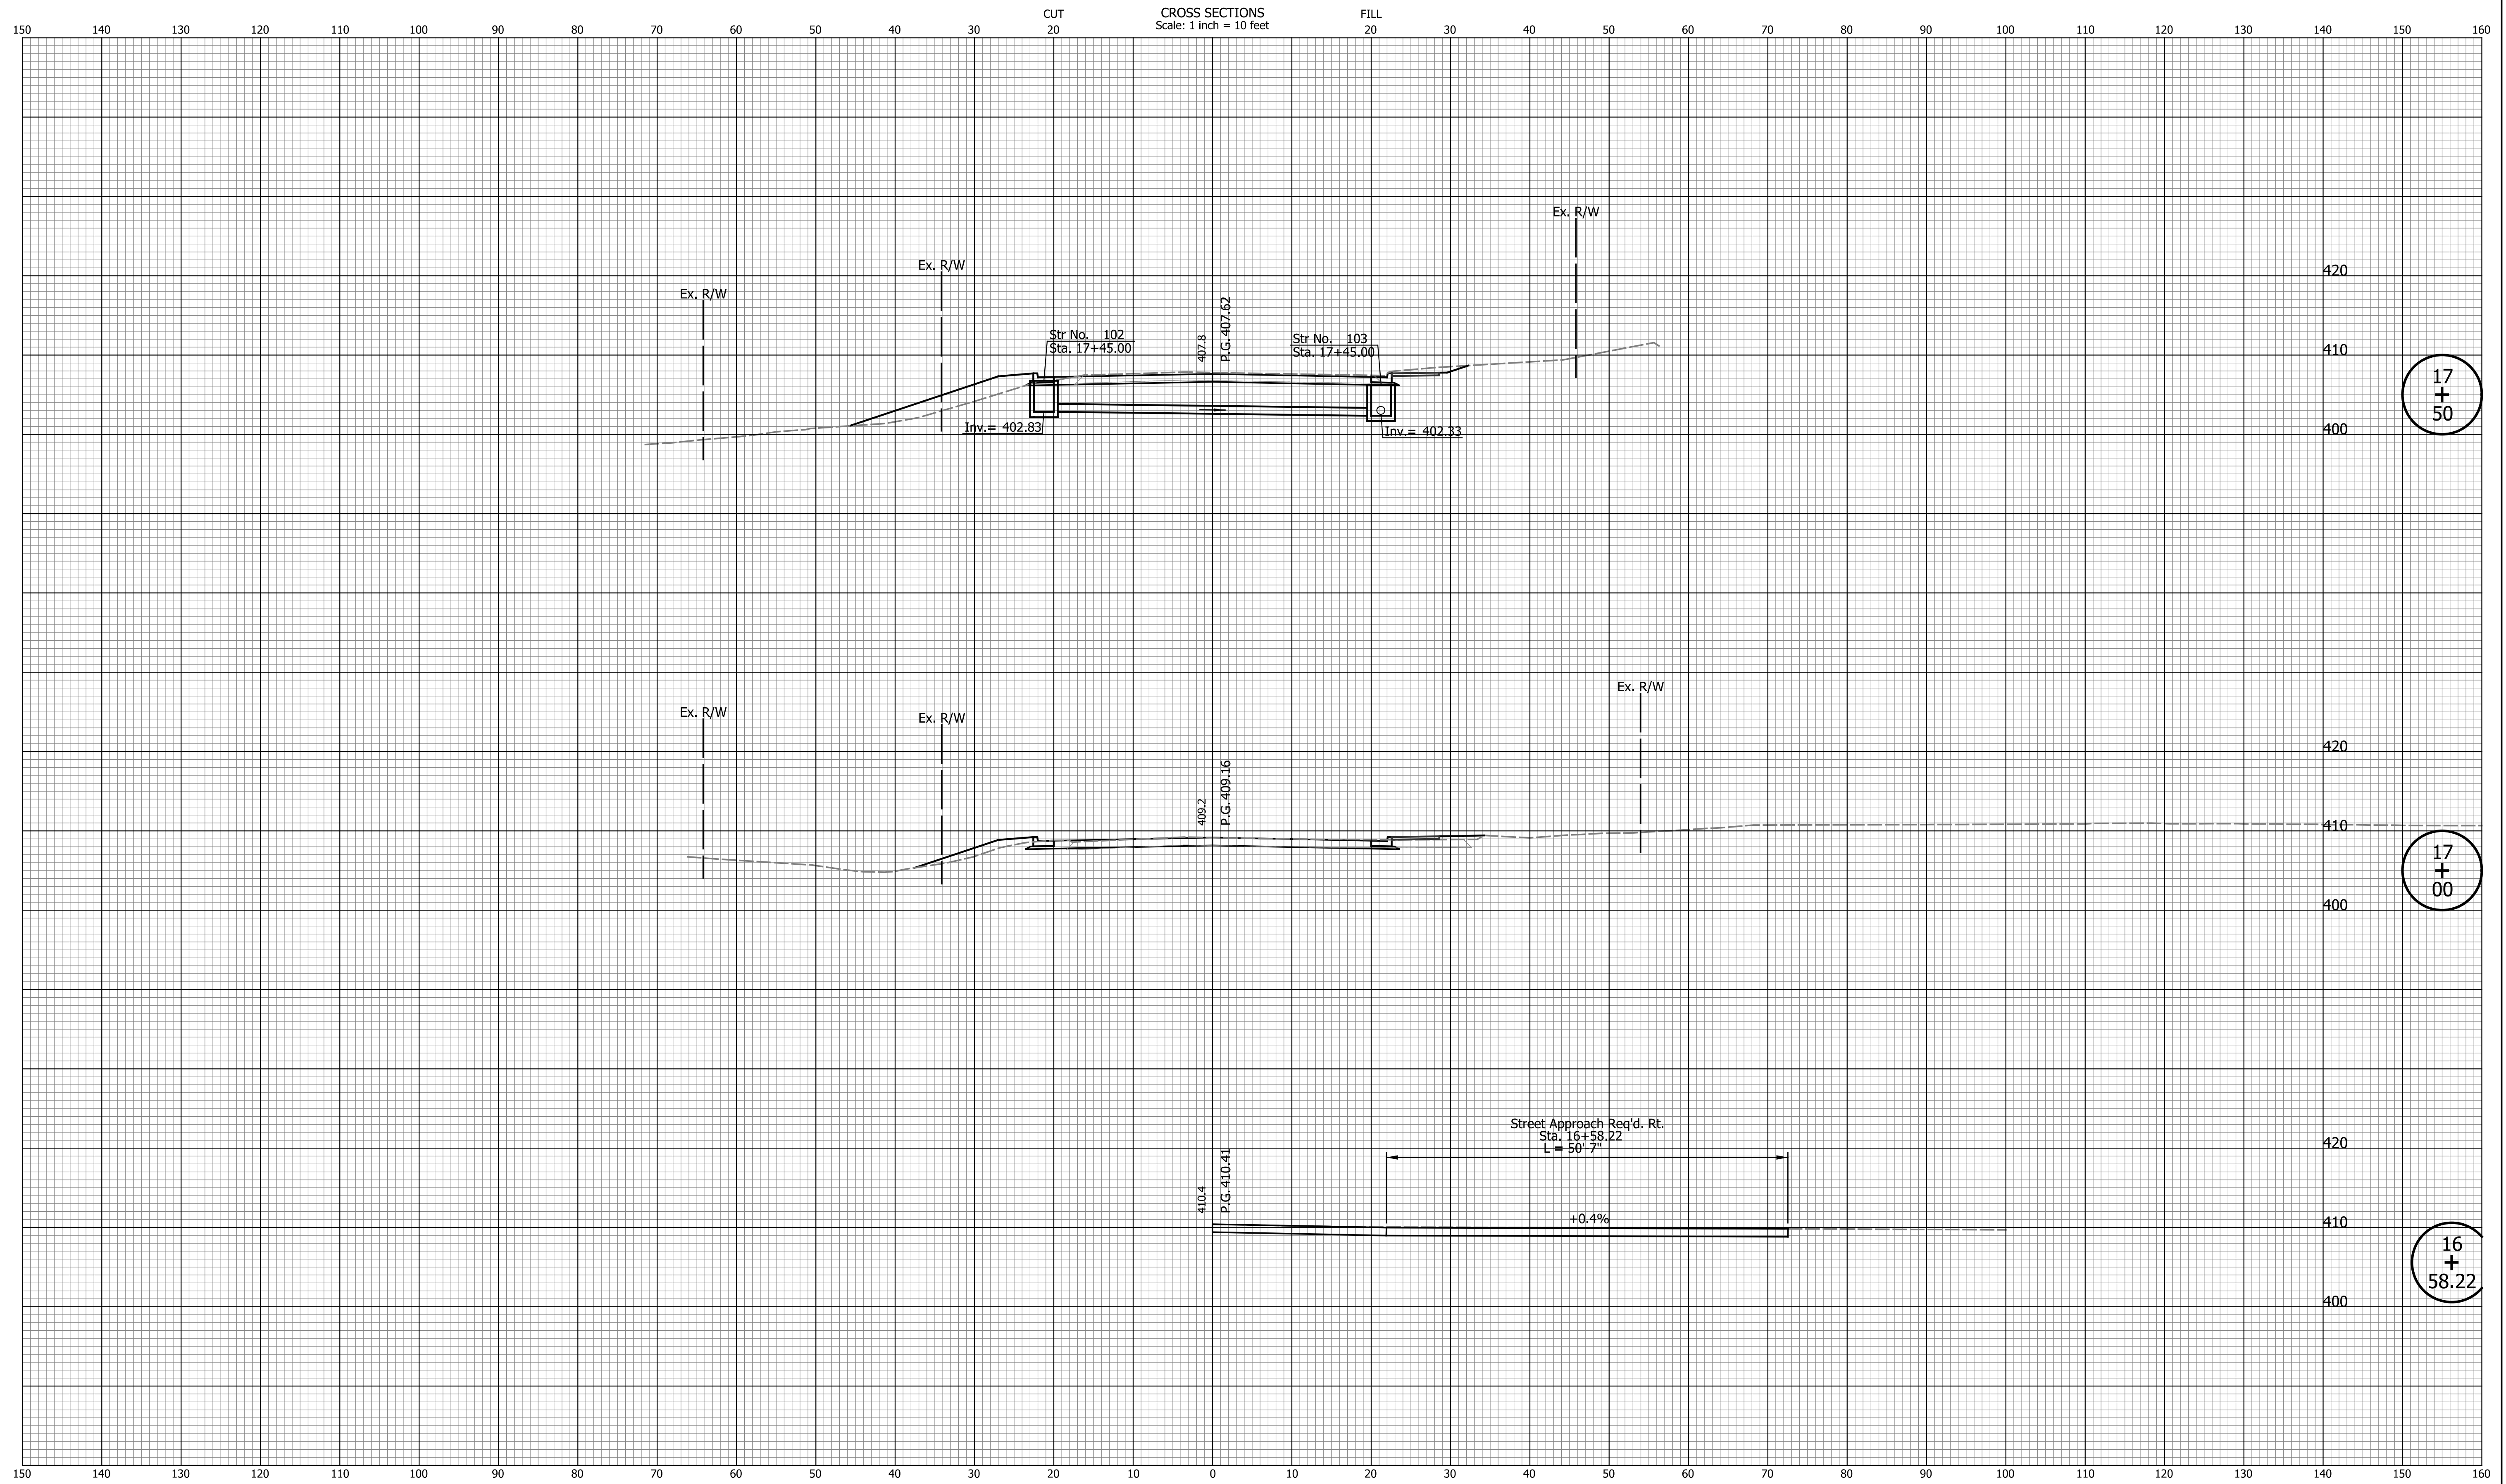 CUT CROSS SECTIONS FILL
Scale: 1 inch = 10 feet
150 140 130 120 110 100 90 80 70 60 50 40 30 20 10 0 10 20 30 40 50 60 70 80 90 100 110 120 130 140 150 160
Ex. R/W
Ex. R/W
Ex. R/W
420
Str No. 102
Sta. 17+45.00
407.8
P.G. 407.62
Str No. 103
Sta. 17+45.00
410
17
+
50
Inv.= 402.83
Inv.= 402.33
400
Ex. R/W
Ex. R/W
Ex. R/W
420
409.2
P.G. 409.16
410
17
+
00
400
Street Approach Req'd. Rt.
Sta. 16+58.22
L = 50' 7"
420
410.4
P.G. 410.41
+0.4%
410
16
+
58.22
400
150 140 130 120 110 100 90 80 70 60 50 40 30 20 10 0 10 20 30 40 50 60 70 80 90 100 110 120 130 140 150 160